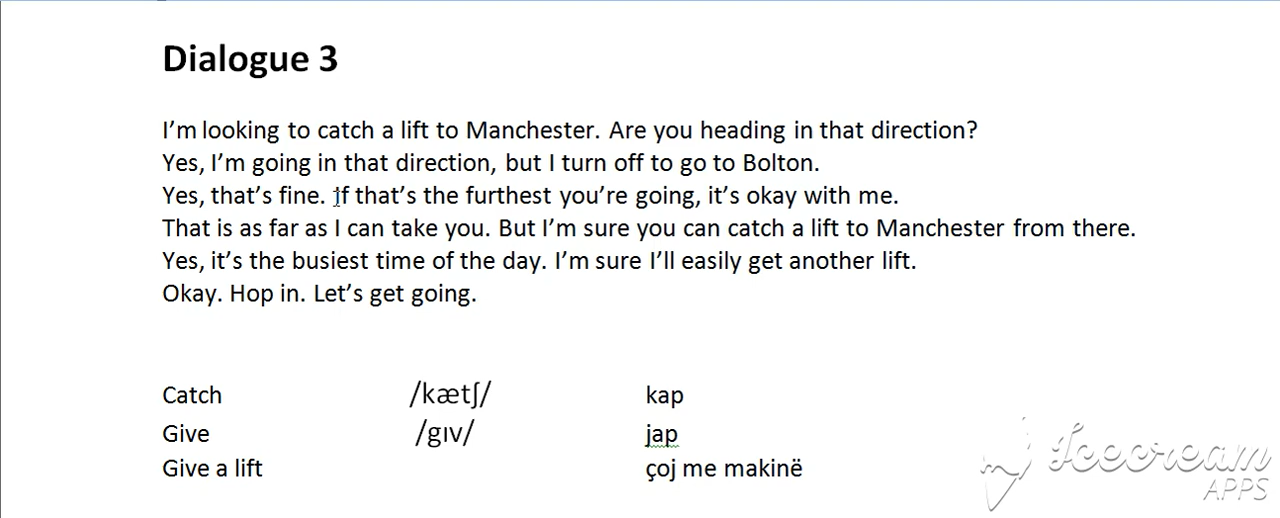 Dialogue 3
I'm looking to catch a lift to Manchester. Are you heading in that direction?
Yes, I'm going in that direction, but I turn off to go to Bolton.
Yes, that's fine. If that's the furthest you're going, it's okay with me.
That is as far as I can take you. But I'm sure you can catch a lift to Manchester from there.
Yes, it's the busiest time of the day. I'm sure I'll easily get another lift.
Okay. Hop in. Let's get going.
Catch /kætʃ/ kap
Give /gɪv/ jap
Give a lift çoj me makinë
Icecream
APPS